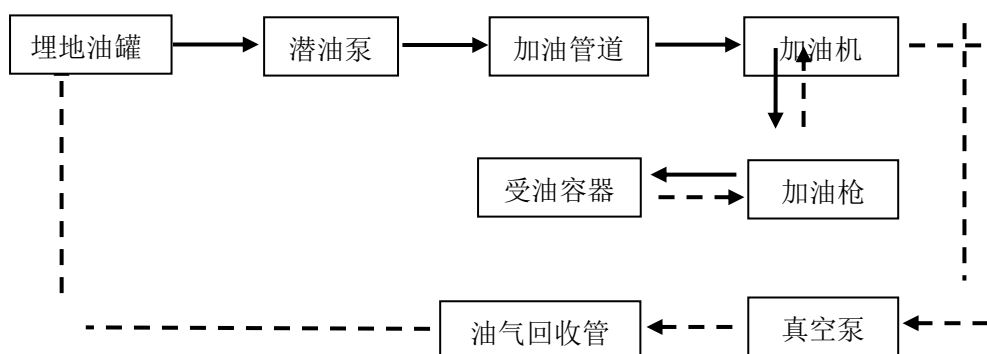 埋地油罐
潜油泵
加油管道
加油机
受油容器
加油枪
油气回收管
真空泵